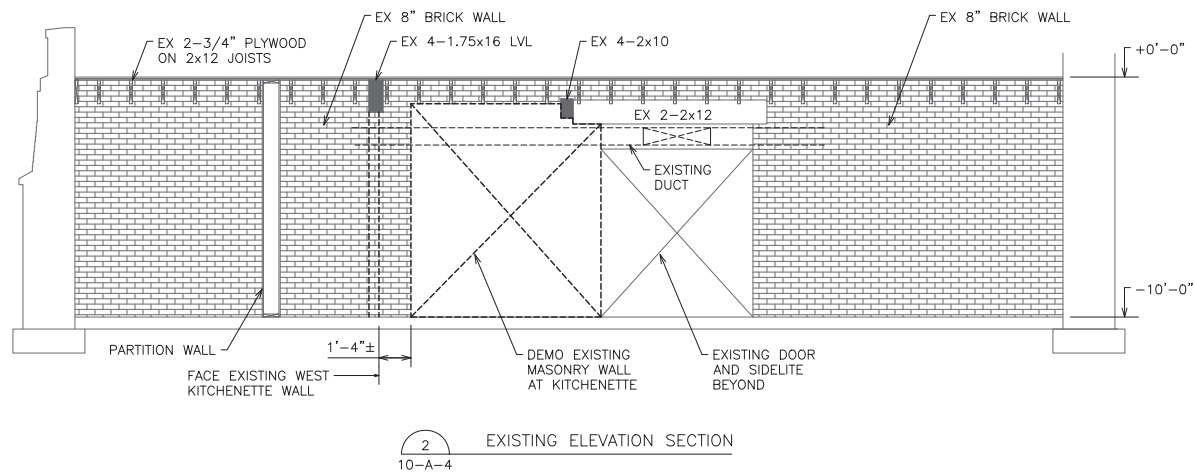 EX 8" BRICK WALL
EX 8" BRICK WALL
EX 2-3/4" PLYWOOD
ON 2x12 JOISTS
EX 4-1.75x16 LVL
EX 4-2x10
+0'-0"
EX 2-2x12
EXISTING
DUCT
-10'-0"
PARTITION WALL
1'-4"±
FACE EXISTING WEST
KITCHENETTE WALL
DEMO EXISTING
MASONRY WALL
AT KITCHENETTE
EXISTING DOOR
AND SIDELITE
BEYOND
2
10-A-4
EXISTING ELEVATION SECTION